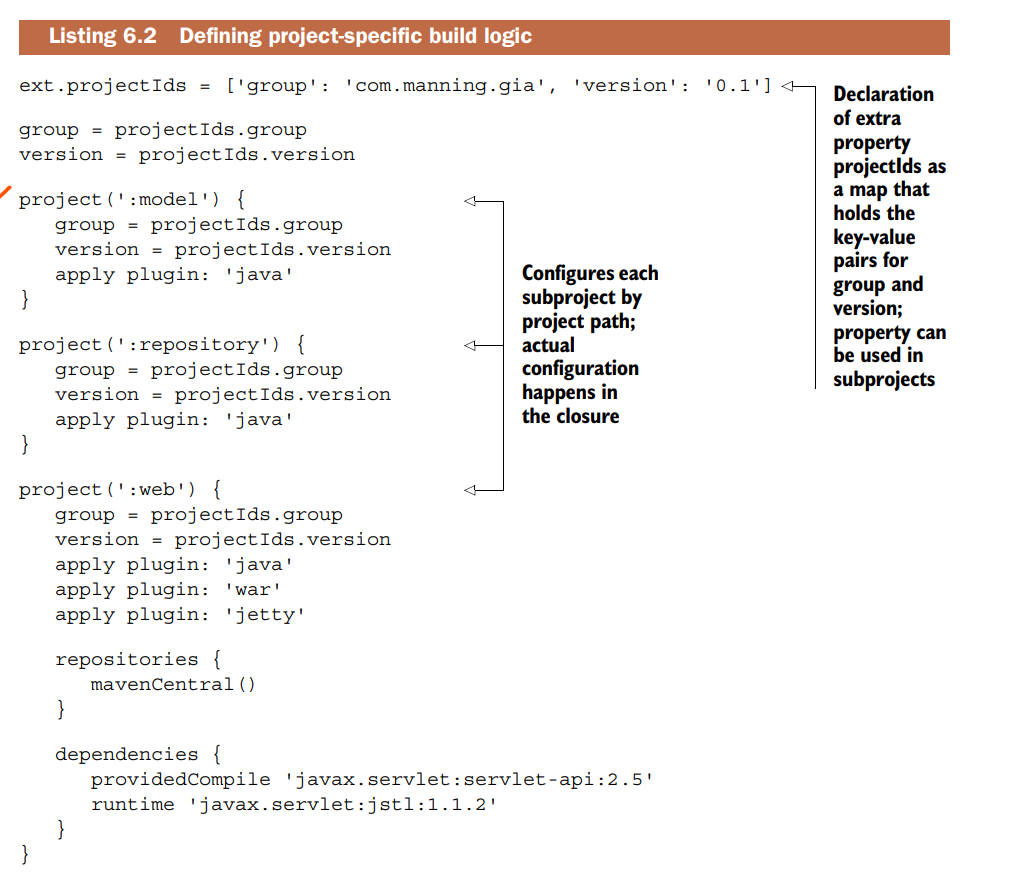 Listing 6.2 Defining project-specific build logic
ext.projectIds = ['group': 'com.manning.gia', 'version': '0.1']
group = projectIds.group
version = projectIds.version
project(':model') {
group = projectIds.group
version = projectIds.version
apply plugin: 'java'
}
project(':repository') {
group = projectIds.group
version = projectIds.version
apply plugin: 'java'
}
project(':web') {
group = projectIds.group
version = projectIds.version
apply plugin: 'java'
apply plugin: 'war'
apply plugin: 'jetty'
repositories {
mavenCentral()
}
dependencies {
providedCompile 'javax.servlet:servlet-api:2.5'
runtime 'javax.servlet:jstl:1.1.2'
}
}
Configures each
subproject by
project path;
actual
configuration
happens in
the closure
Declaration
of extra
property
projectIds as
a map that
holds the
key-value
pairs for
group and
version;
property can
be used in
subprojects